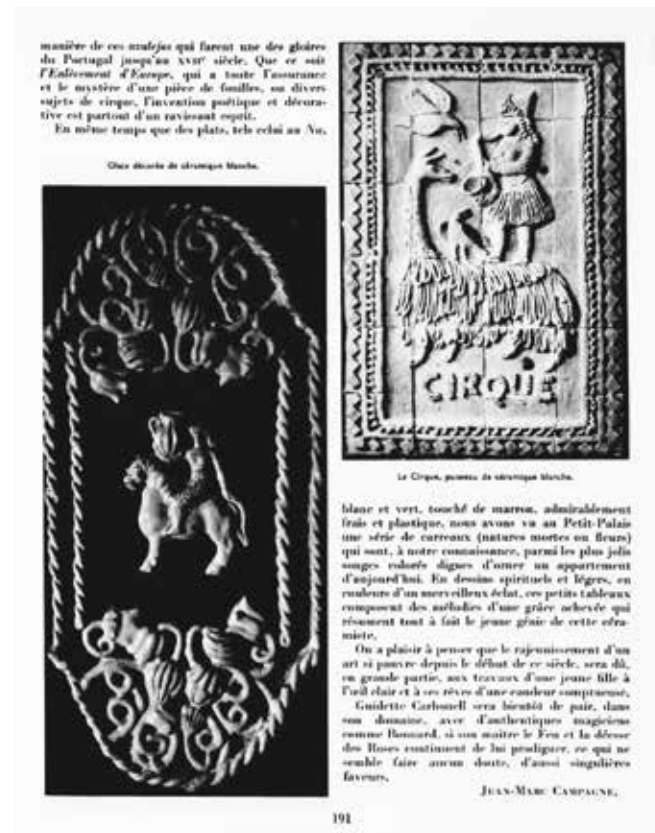 manière de ces azulejos qui furent une des gloires
du Portugal jusqu'au XVIIIᵉ siècle. Que ce soit
l'Enlèvement d'Europe, qui a toute l'assurance
et le mystère d'une pièce de fouilles, ou divers
sujets de cirque, l'invention poétique et décora-
tive est partout d'un ravissant esprit.
En même temps que des plats, tels celui au Nu,
Glace décorée de céramique blanche.
CIRQUE
Le Cirque, panneau de céramique blanche.
blanc et vert, touché de marron, admirablement
frais et plastique, nous avons vu au Petit-Palais
une série de carreaux (natures mortes ou fleurs)
qui sont, à notre connaissance, parmi les plus jolis
songes colorés dignes d'orner un appartement
d'aujourd'hui. En dessins spirituels et légers, en
couleurs d'un merveilleux éclat, ces petits tableaux
composent des mélodies d'une grâce achevée qui
résument tout à fait le jeune génie de cette céra-
miste.
On a plaisir à penser que le rajeunissement d'un
art si pauvre depuis le début de ce siècle, sera dû,
en grande partie, aux travaux d'une jeune fille à
l'œil clair et à ses rêves d'une candeur somptueuse.
Guidette Carbonell sera bientôt de pair, dans
son domaine, avec d'authentiques magiciens
comme Bonnard, si son maître le Feu et la déesse
des Roses continuent de lui prodiguer, ce qui ne
semble faire aucun doute, d'aussi singulières
faveurs.
JEAN-MARC CAMPAGNE.
191